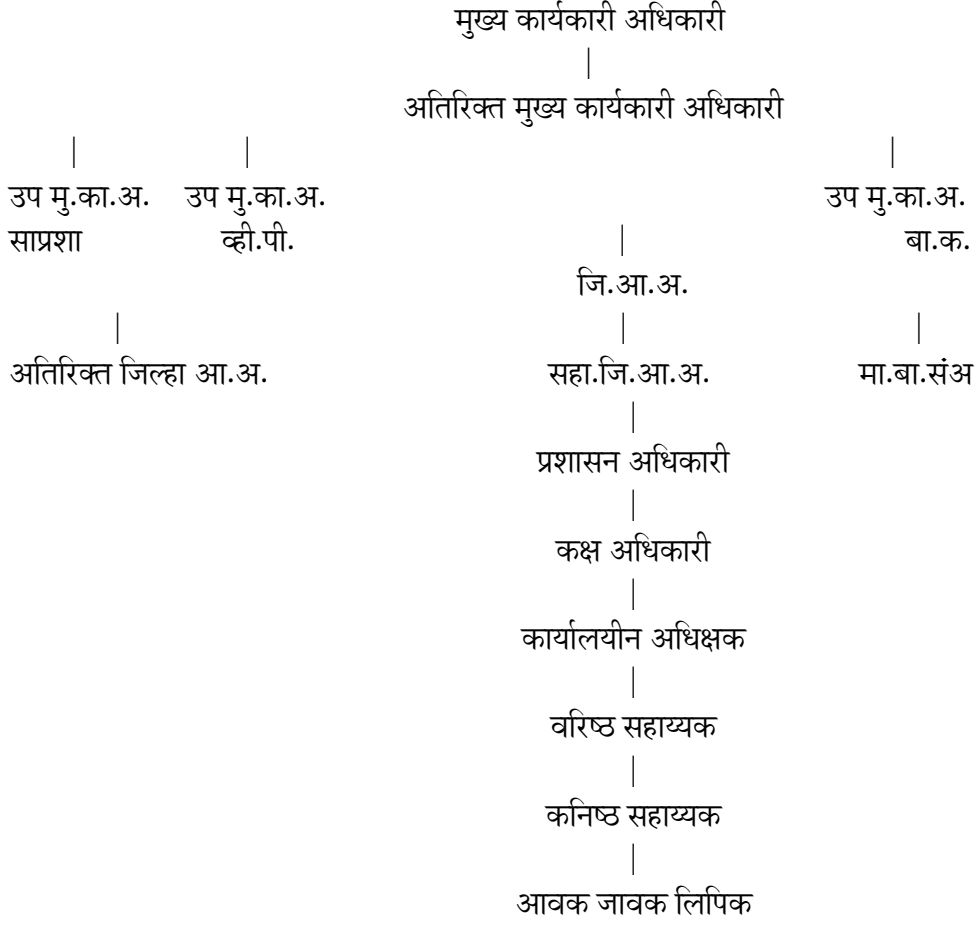 मुख्य कार्यकारी अधिकारी
अतिरिक्त मुख्य कार्यकारी अधिकारी
उप मु.का.अ. उप मु.का.अ. उप मु.का.अ.
साप्रशा व्ही.पी. बा.क.
जि.आ.अ.
अतिरिक्त जिल्हा आ.अ. सहा.जि.आ.अ. मा.बा.संअ
प्रशासन अधिकारी
कक्ष अधिकारी
कार्यालयीन अधिक्षक
वरिष्ठ सहाय्यक
कनिष्ठ सहाय्यक
आवक जावक लिपिक